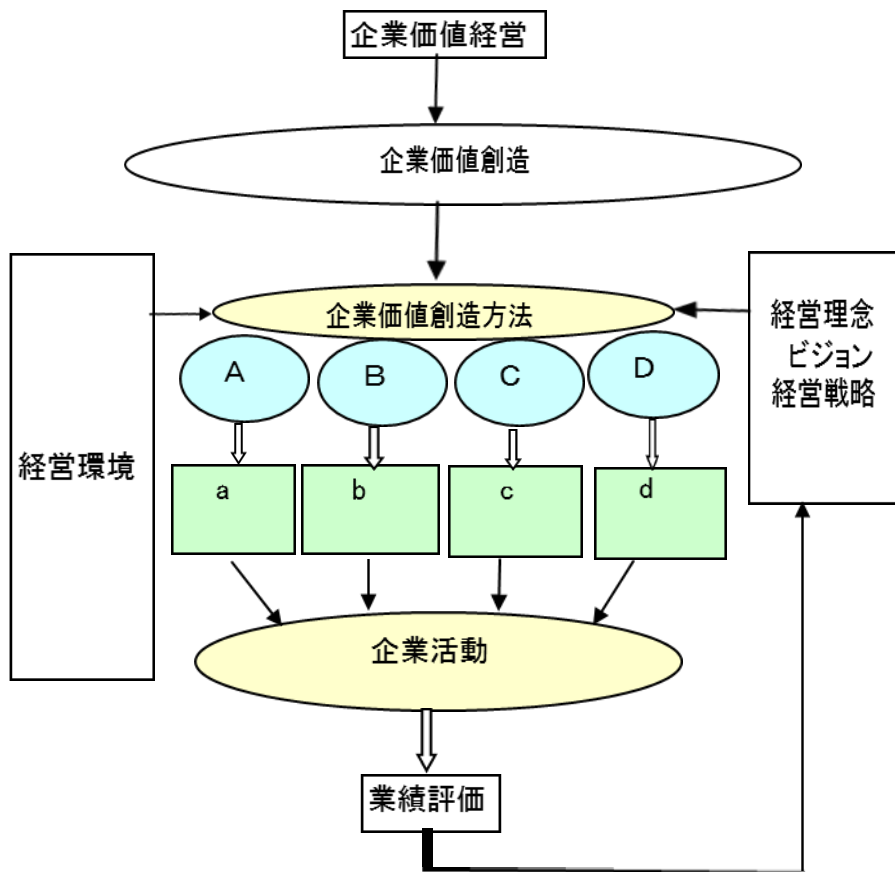 企業価値経営
企業価値創造
企業価値創造方法
経営理念
ビジョン
経営戦略
A
B
C
D
経営環境
a
b
c
d
企業活動
業績評価